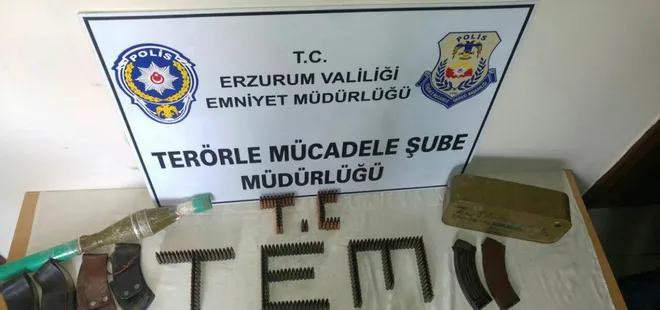 POLİS
POLİS
T.C.
ERZURUM VALİLİĞİ
EMNİYET MÜDÜRLÜĞÜ
TERÖRLE MÜCADELE ŞUBE
MÜDÜRLÜĞÜ
T.C
TEM